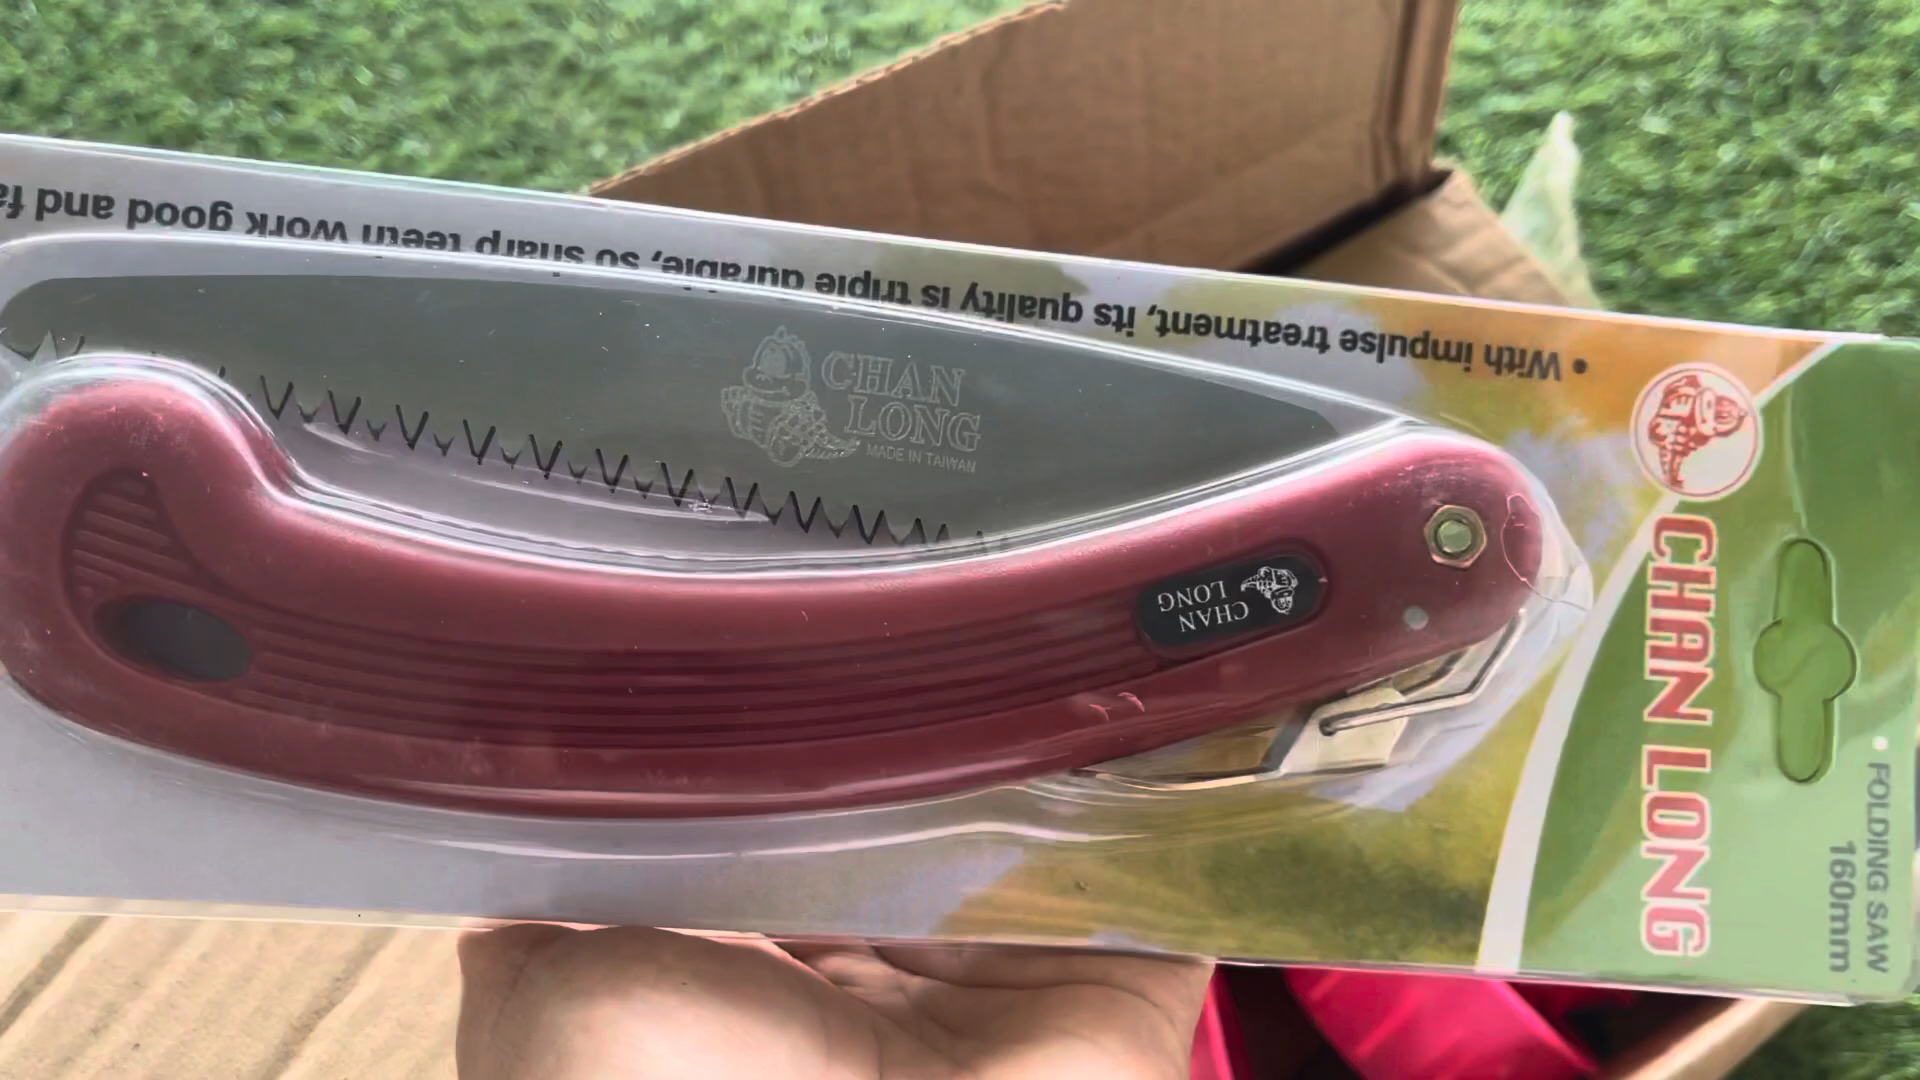 • With impulse treatment, its quality is triple durable, so sharp teeth work good and
CHAN
LONG
MADE IN TAIWAN
CHAN
LONG
CHAN LONG
• FOLDING SAW
160mm